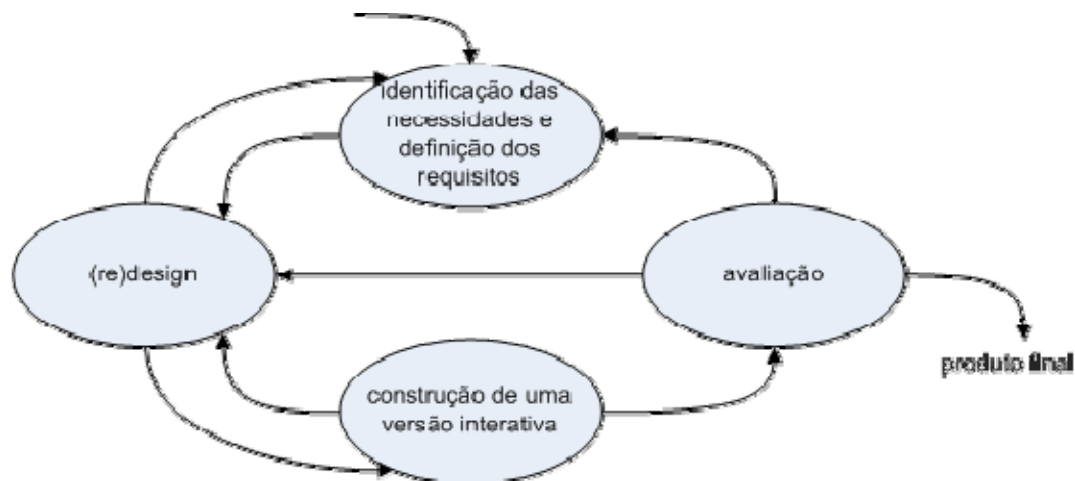 identificação das
necessidades e
definição dos
requisitos
(re)design
avaliação
produto final
construção de uma
versão interativa